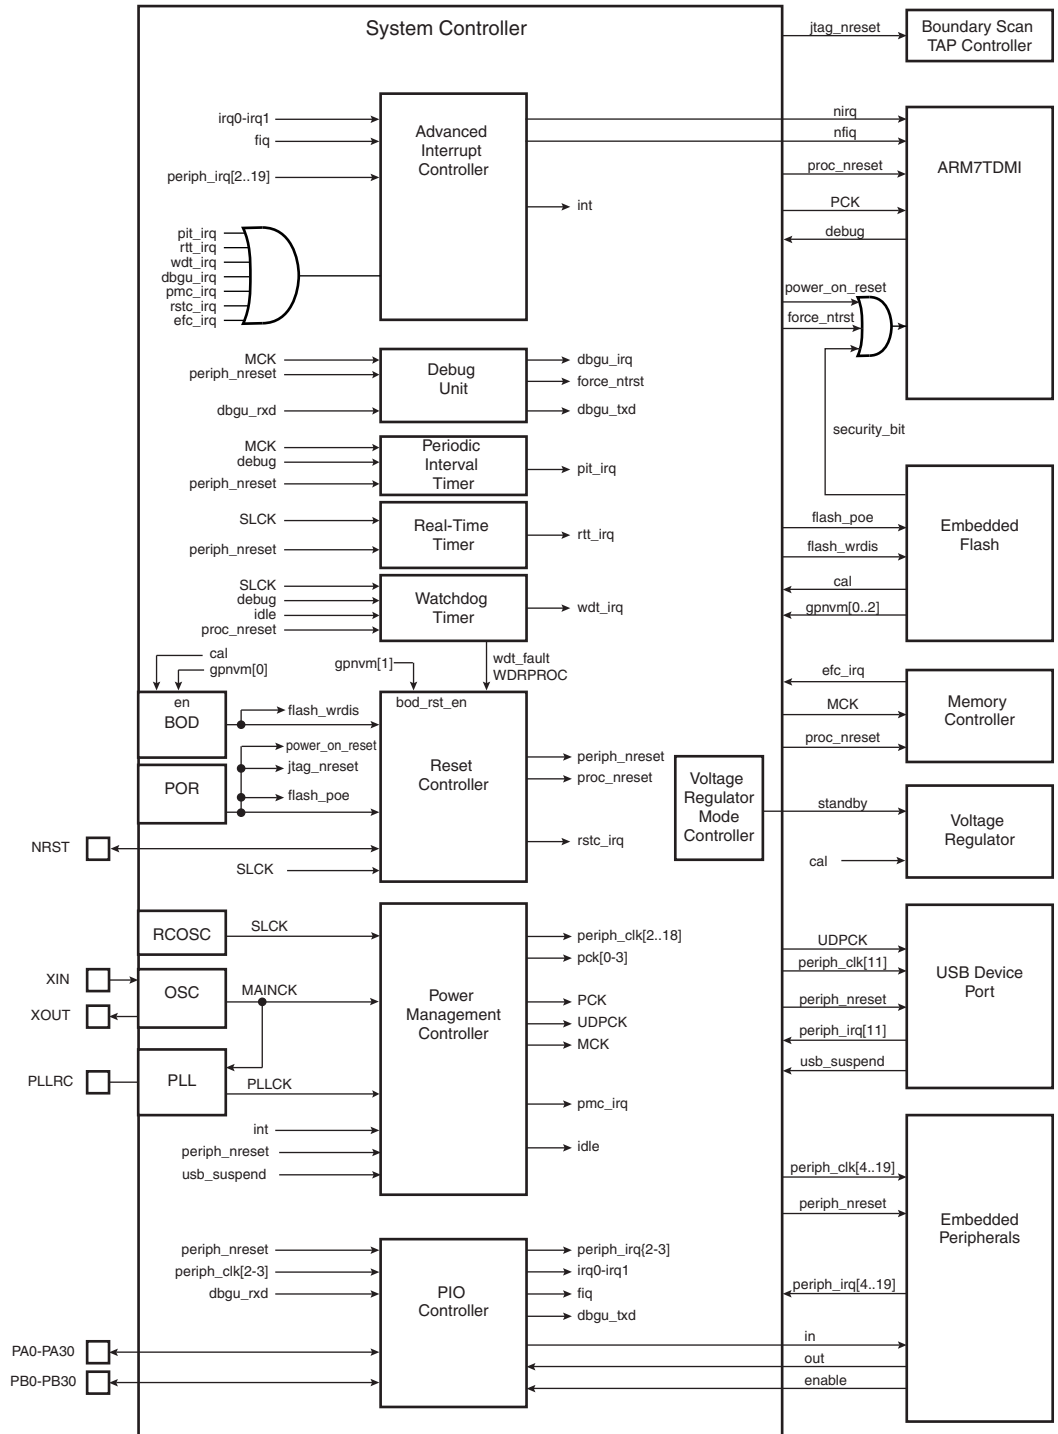 System Controller
jtag_nreset
Boundary Scan
TAP Controller
irq0-irq1
fiq
periph_irq[2..19]
Advanced
Interrupt
Controller
int
nirq
nfiq
proc_nreset
PCK
debug
ARM7TDMI
pit_irq
rtt_irq
wdt_irq
dbgu_irq
pmc_irq
rstc_irq
efc_irq
power_on_reset
force_ntrst
security_bit
MCK
periph_nreset
dbgu_rxd
Debug
Unit
dbgu_irq
force_ntrst
dbgu_txd
MCK
debug
periph_nreset
Periodic
Interval
Timer
pit_irq
SLCK
periph_nreset
Real-Time
Timer
rtt_irq
flash_poe
flash_wrdis
cal
gpnvm[0..2]
Embedded
Flash
SLCK
debug
idle
proc_nreset
Watchdog
Timer
wdt_irq
wdt_fault
WDRPROC
cal
gpnvm[0]
gpnvm[1]
en
BOD
flash_wrdis
power_on_reset
jtag_nreset
flash_poe
POR
bod_rst_en
Reset
Controller
periph_nreset
proc_nreset
rstc_irq
NRST
SLCK
efc_irq
MCK
proc_nreset
Memory
Controller
Voltage
Regulator
Mode
Controller
standby
cal
Voltage
Regulator
RCOSC
SLCK
XIN
XOUT
OSC
MAINCK
PLLRC
PLL
PLLCK
int
periph_nreset
usb_suspend
Power
Management
Controller
periph_clk[2..18]
pck[0-3]
PCK
UDPCK
MCK
pmc_irq
idle
UDPCK
periph_clk[11]
periph_nreset
periph_irq[11]
usb_suspend
USB Device
Port
periph_clk[4..19]
periph_nreset
periph_irq[4..19]
in
out
enable
Embedded
Peripherals
periph_nreset
periph_clk[2-3]
dbgu_rxd
PIO
Controller
periph_irq{2-3]
irq0-irq1
fiq
dbgu_txd
PA0-PA30
PB0-PB30